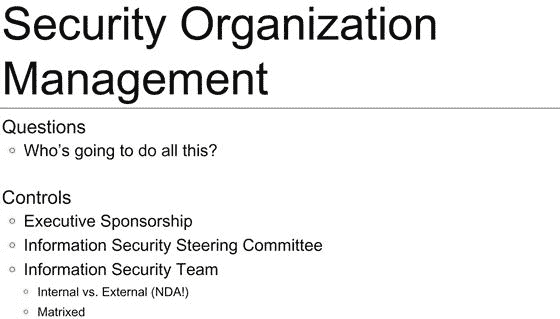 Security Organization
Management
Questions
Who's going to do all this?
Controls
Executive Sponsorship
Information Security Steering Committee
Information Security Team
Internal vs. External (NDA!)
Matrixed